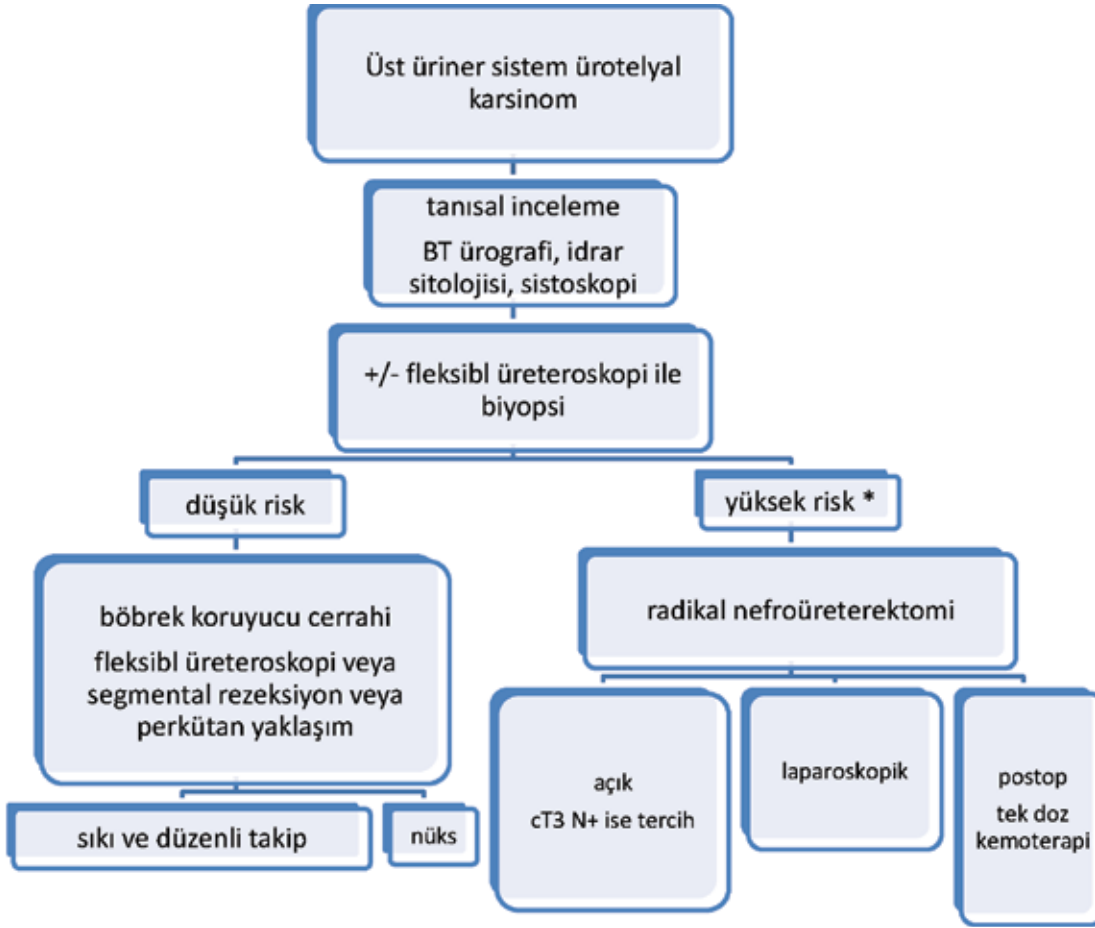 Üst üriner sistem ürotelyal
karsinom
tanısal inceleme
BT ürografi, idrar
sitolojisi, sistoskopi
+/- fleksibl üreteroskopi ile
biyopsi
düşük risk
yüksek risk *
böbrek koruyucu cerrahi
fleksibl üreteroskopi veya
segmental rezeksiyon veya
perkütan yaklaşım
radikal nefroüreterektomi
sıkı ve düzenli takip
nüks
açık
cT3 N+ ise tercih
laparoskopik
postop
tek doz
kemoterapi